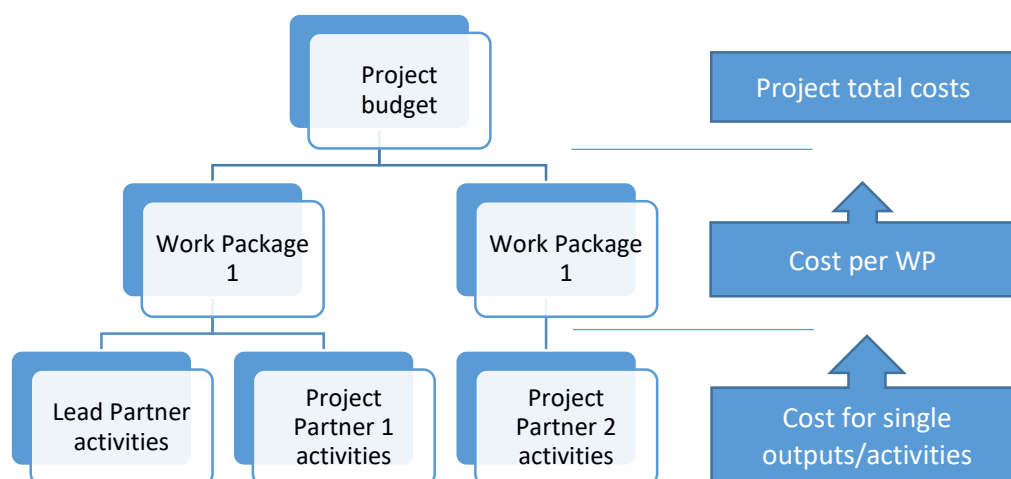 Project
budget
Project total costs
Work Package
1
Work Package
1
Cost per WP
Lead Partner
activities
Project
Partner 1
activities
Project
Partner 2
activities
Cost for single
outputs/activities